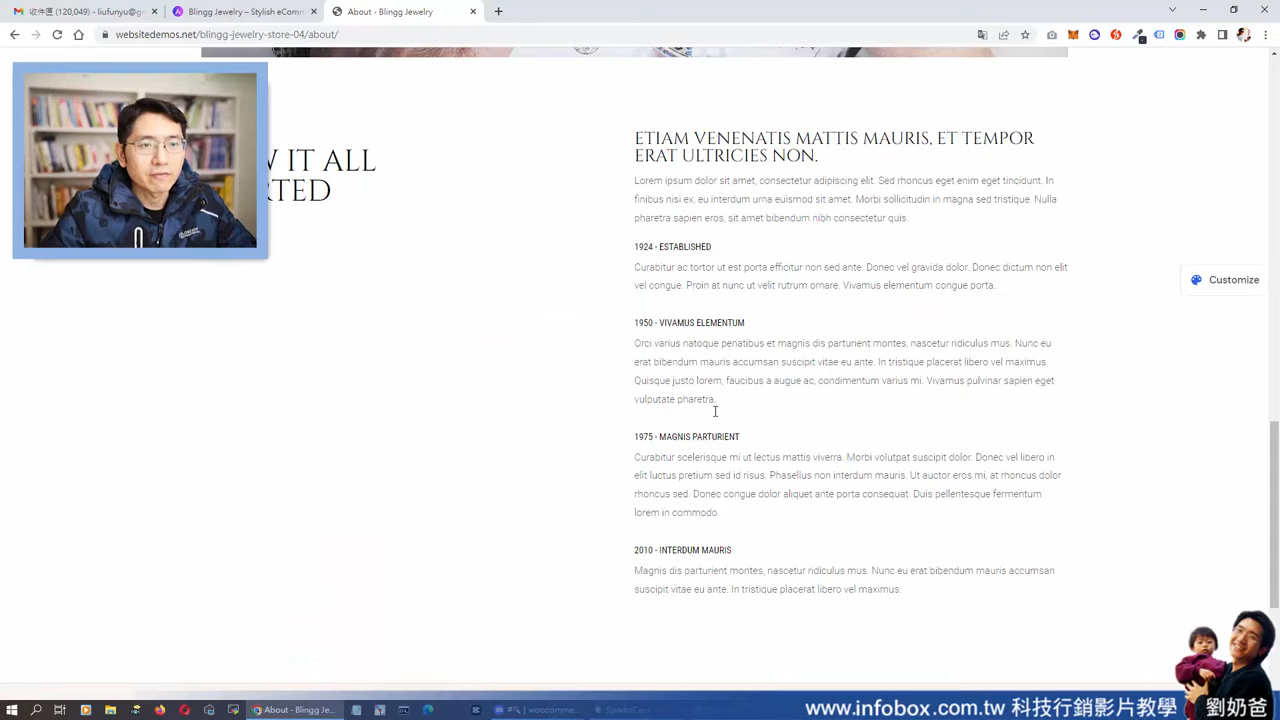 收件匣 (120,049) - liufunyu@g
Blingg Jewelry – Stylish eComm
About - Blingg Jewelry
websitedemos.net/blingg-jewelry-store-04/about/
W IT ALL
RTED
ETIAM VENENATIS MATTIS MAURIS, ET TEMPOR
ERAT ULTRICIES NON.
Lorem ipsum dolor sit amet, consectetur adipiscing elit. Sed rhoncus eget enim eget tincidunt. In
finibus nisi ex, eu interdum urna euismod sit amet. Morbi sollicitudin in magna sed tristique. Nulla
pharetra sapien eros, sit amet bibendum nibh consectetur quis.
1924 - ESTABLISHED
Curabitur ac tortor ut est porta efficitur non sed ante. Donec vel gravida dolor. Donec dictum non elit
vel congue. Proin at nunc ut velit rutrum ornare. Vivamus elementum congue porta.
Customize
1950 - VIVAMUS ELEMENTUM
Orci varius natoque penatibus et magnis dis parturient montes, nascetur ridiculus mus. Nunc eu
erat bibendum mauris accumsan suscipit vitae eu ante. In tristique placerat libero vel maximus.
Quisque justo lorem, faucibus a augue ac, condimentum varius mi. Vivamus pulvinar sapien eget
vulputate pharetra.
1975 - MAGNIS PARTURIENT
Curabitur scelerisque mi ut lectus mattis viverra. Morbi volutpat suscipit dolor. Donec vel libero in
elit luctus pretium sed id risus. Phasellus non interdum mauris. Ut auctor eros mi, at rhoncus dolor
rhoncus sed. Donec congue dolor aliquet ante porta consequat. Duis pellentesque fermentum
lorem in commodo.
2010 - INTERDUM MAURIS
Magnis dis parturient montes, nascetur ridiculus mus. Nunc eu erat bibendum mauris accumsan
suscipit vitae eu ante. In tristique placerat libero vel maximus.
About - Blingg Je
woocomme
www.infobox.com.tw 科技行銷影片教學
劉奶爸